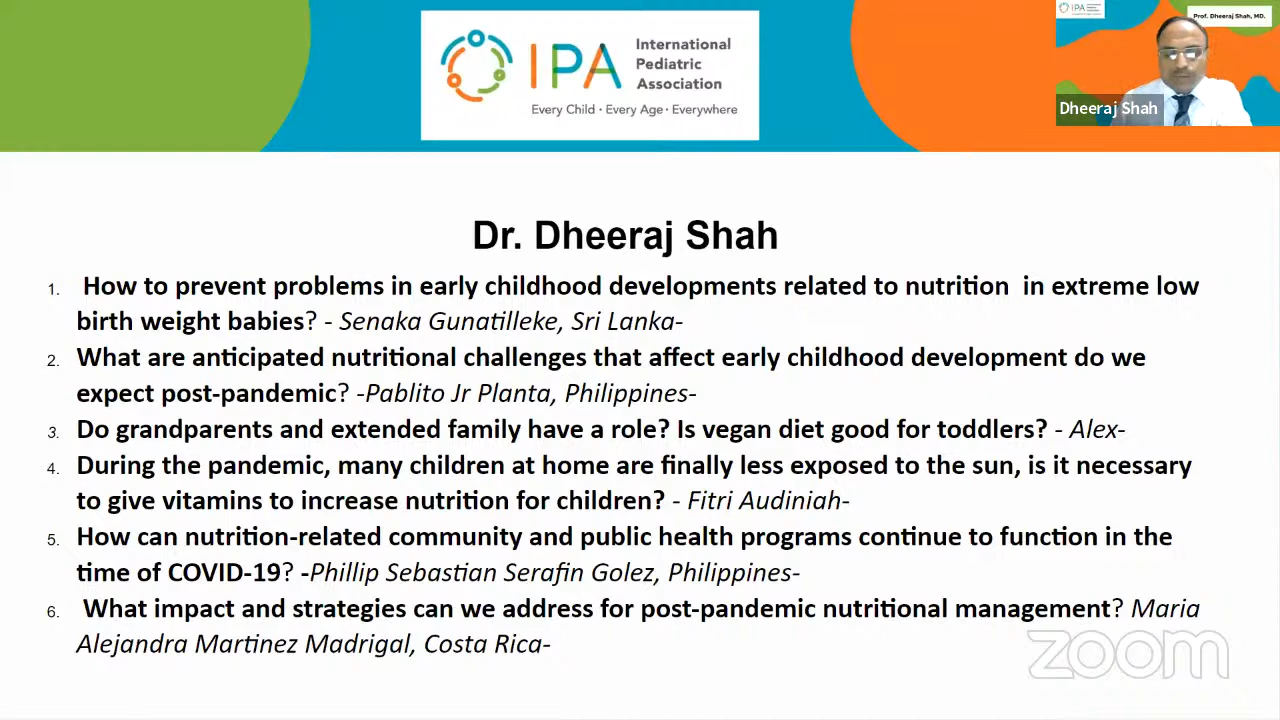 IPA
International
Pediatric
Association
Every Child · Every Age · Everywhere
IPA
Prof. Dheeraj Shah, MD.
Dheeraj Shah
Dr. Dheeraj Shah
1. How to prevent problems in early childhood developments related to nutrition in extreme low
birth weight babies? - Senaka Gunatilleke, Sri Lanka-
2. What are anticipated nutritional challenges that affect early childhood development do we
expect post-pandemic? -Pablito Jr Planta, Philippines-
3. Do grandparents and extended family have a role? Is vegan diet good for toddlers? - Alex-
4. During the pandemic, many children at home are finally less exposed to the sun, is it necessary
to give vitamins to increase nutrition for children? - Fitri Audiniah-
5. How can nutrition-related community and public health programs continue to function in the
time of COVID-19? -Phillip Sebastian Serafin Golez, Philippines-
6. What impact and strategies can we address for post-pandemic nutritional management? Maria
Alejandra Martinez Madrigal, Costa Rica-
zoom